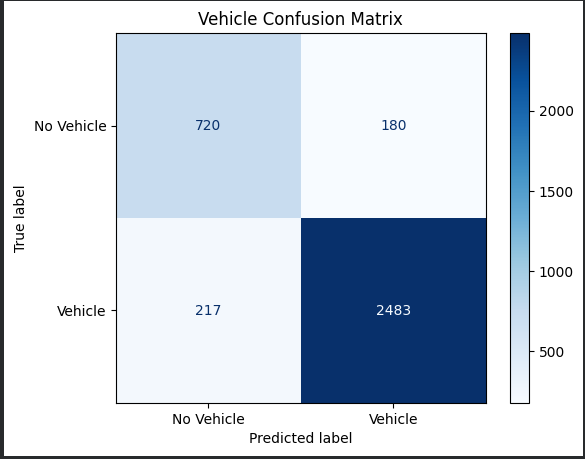 Vehicle Confusion Matrix
No Vehicle
720
180
2000
1500
True label
1000
Vehicle
217
2483
500
No Vehicle
Vehicle
Predicted label